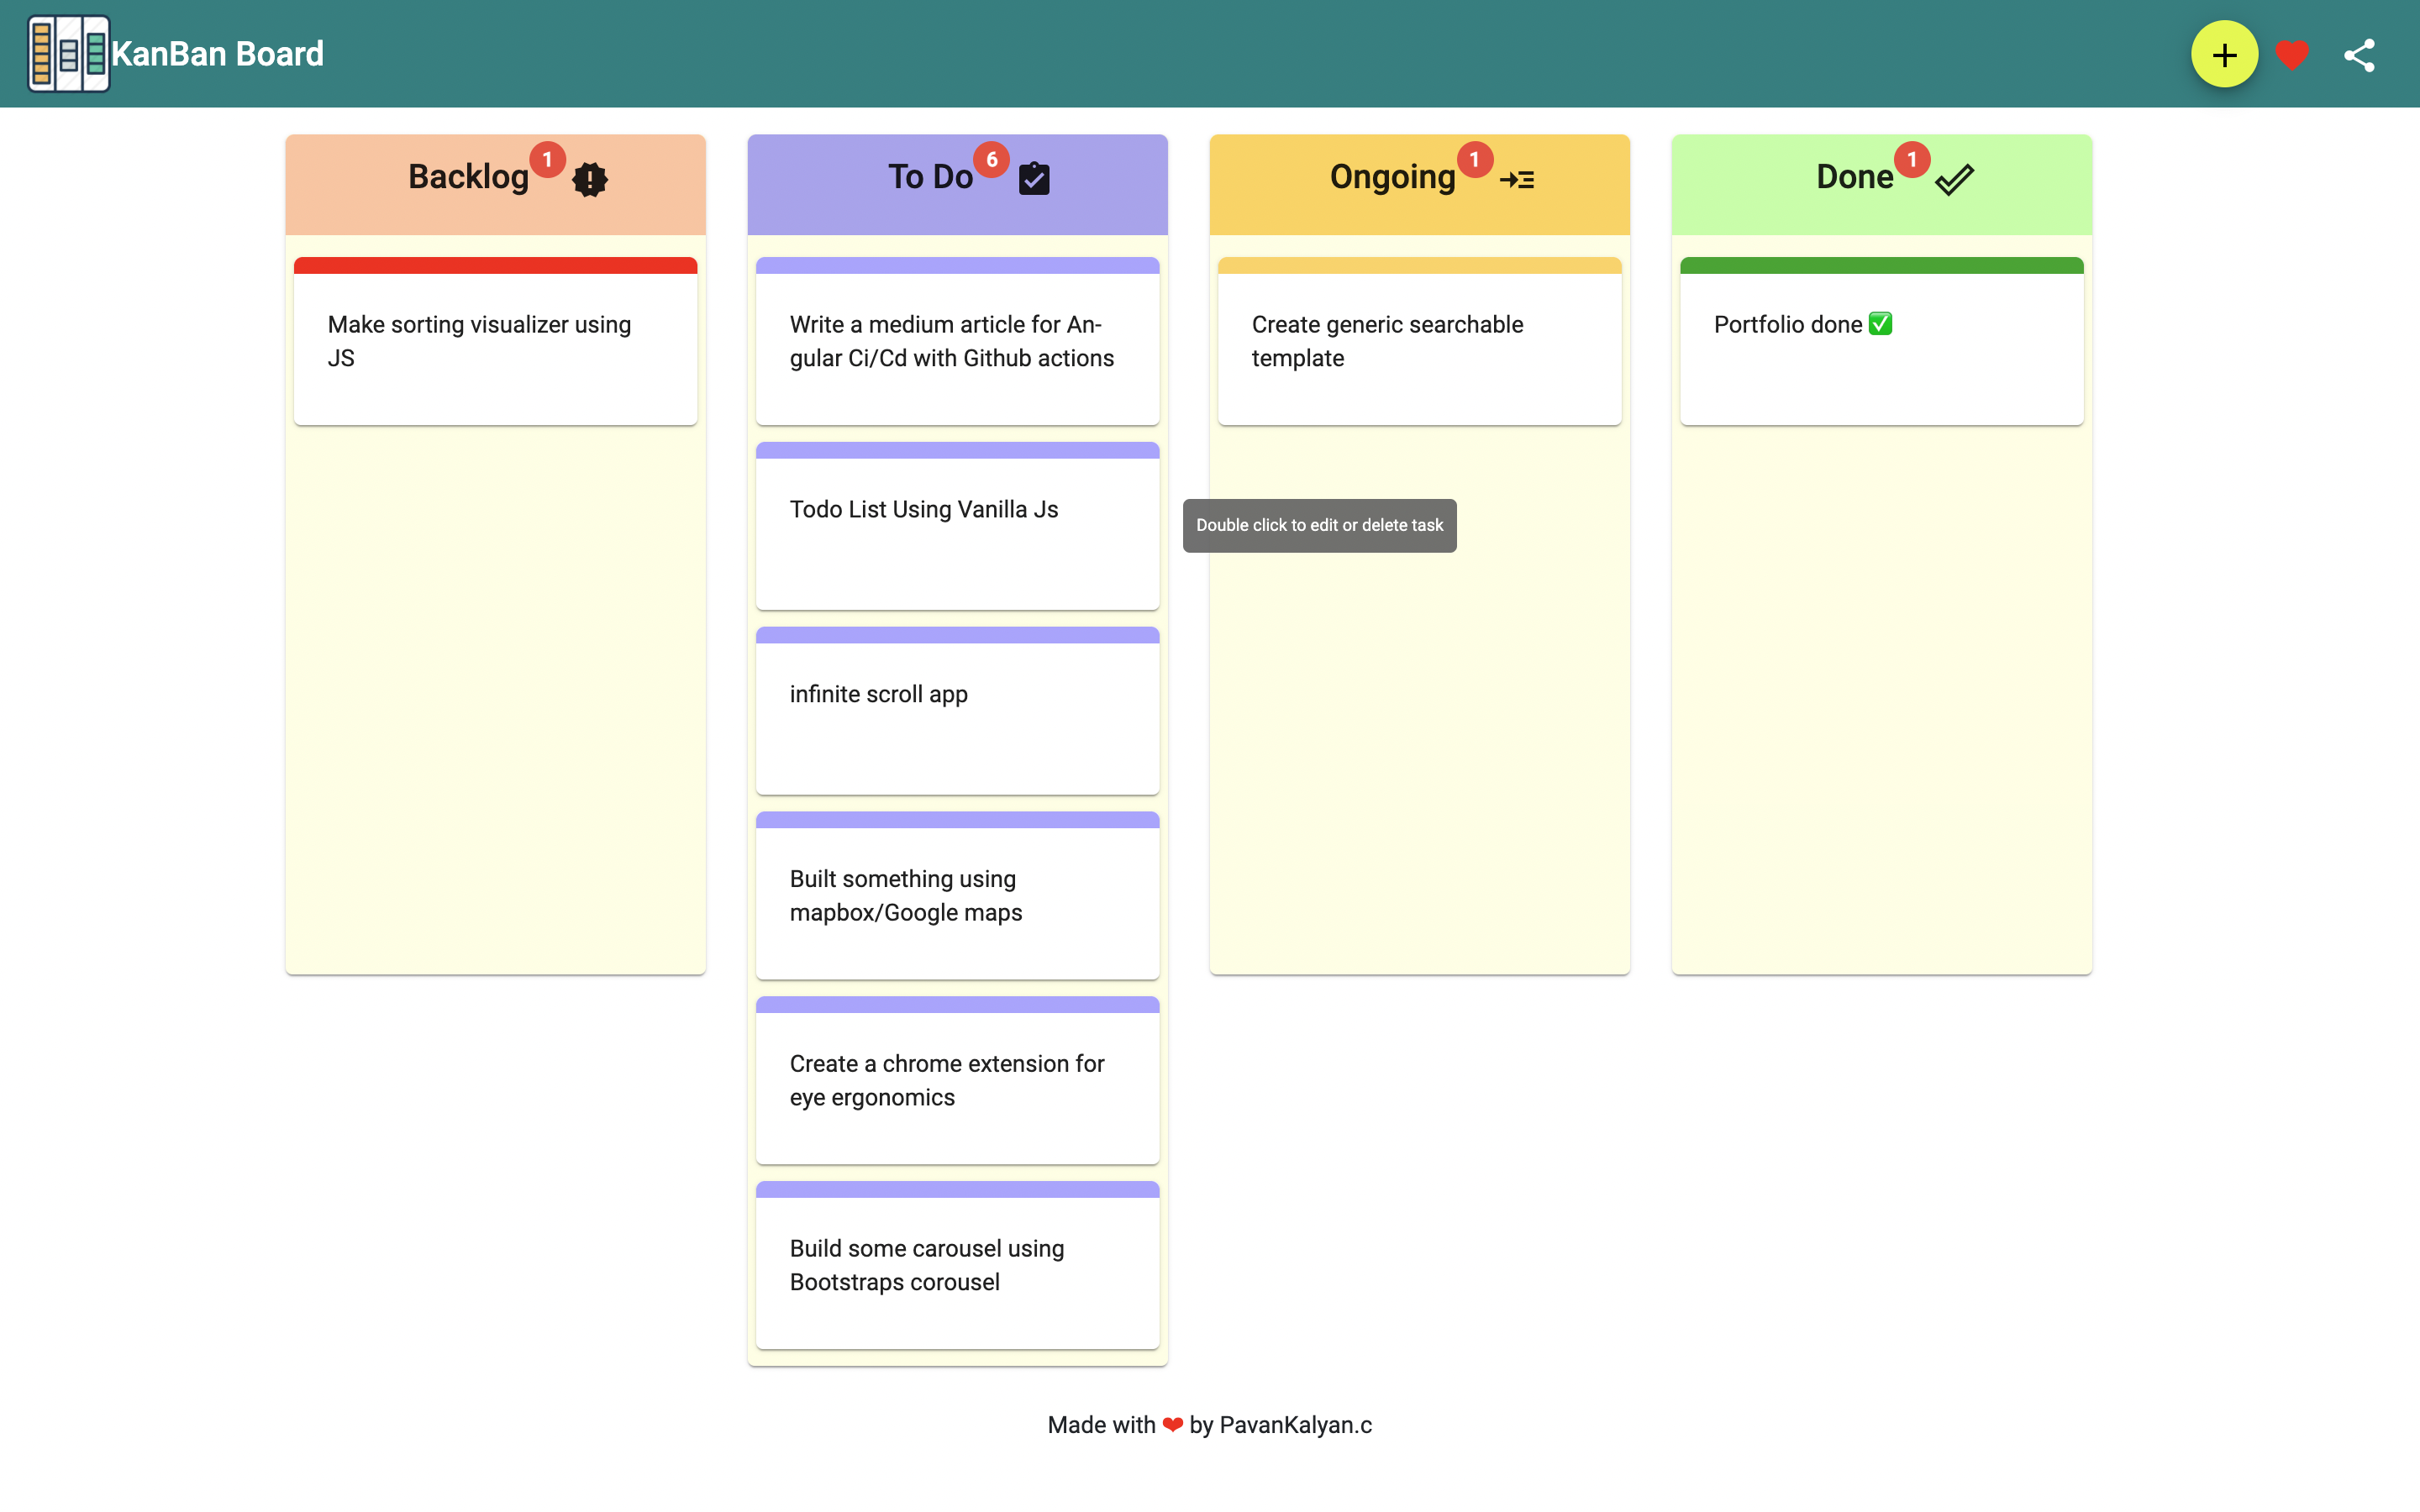 KanBan Board
Backlog 1
Make sorting visualizer using
JS
To Do 6
Write a medium article for An-
gular Ci/Cd with Github actions
Todo List Using Vanilla Js
infinite scroll app
Built something using
mapbox/Google maps
Create a chrome extension for
eye ergonomics
Build some carousel using
Bootstraps corousel
Ongoing 1
Create generic searchable
template
Double click to edit or delete task
Done 1
Portfolio done ✅
Made with ❤ by PavanKalyan.c